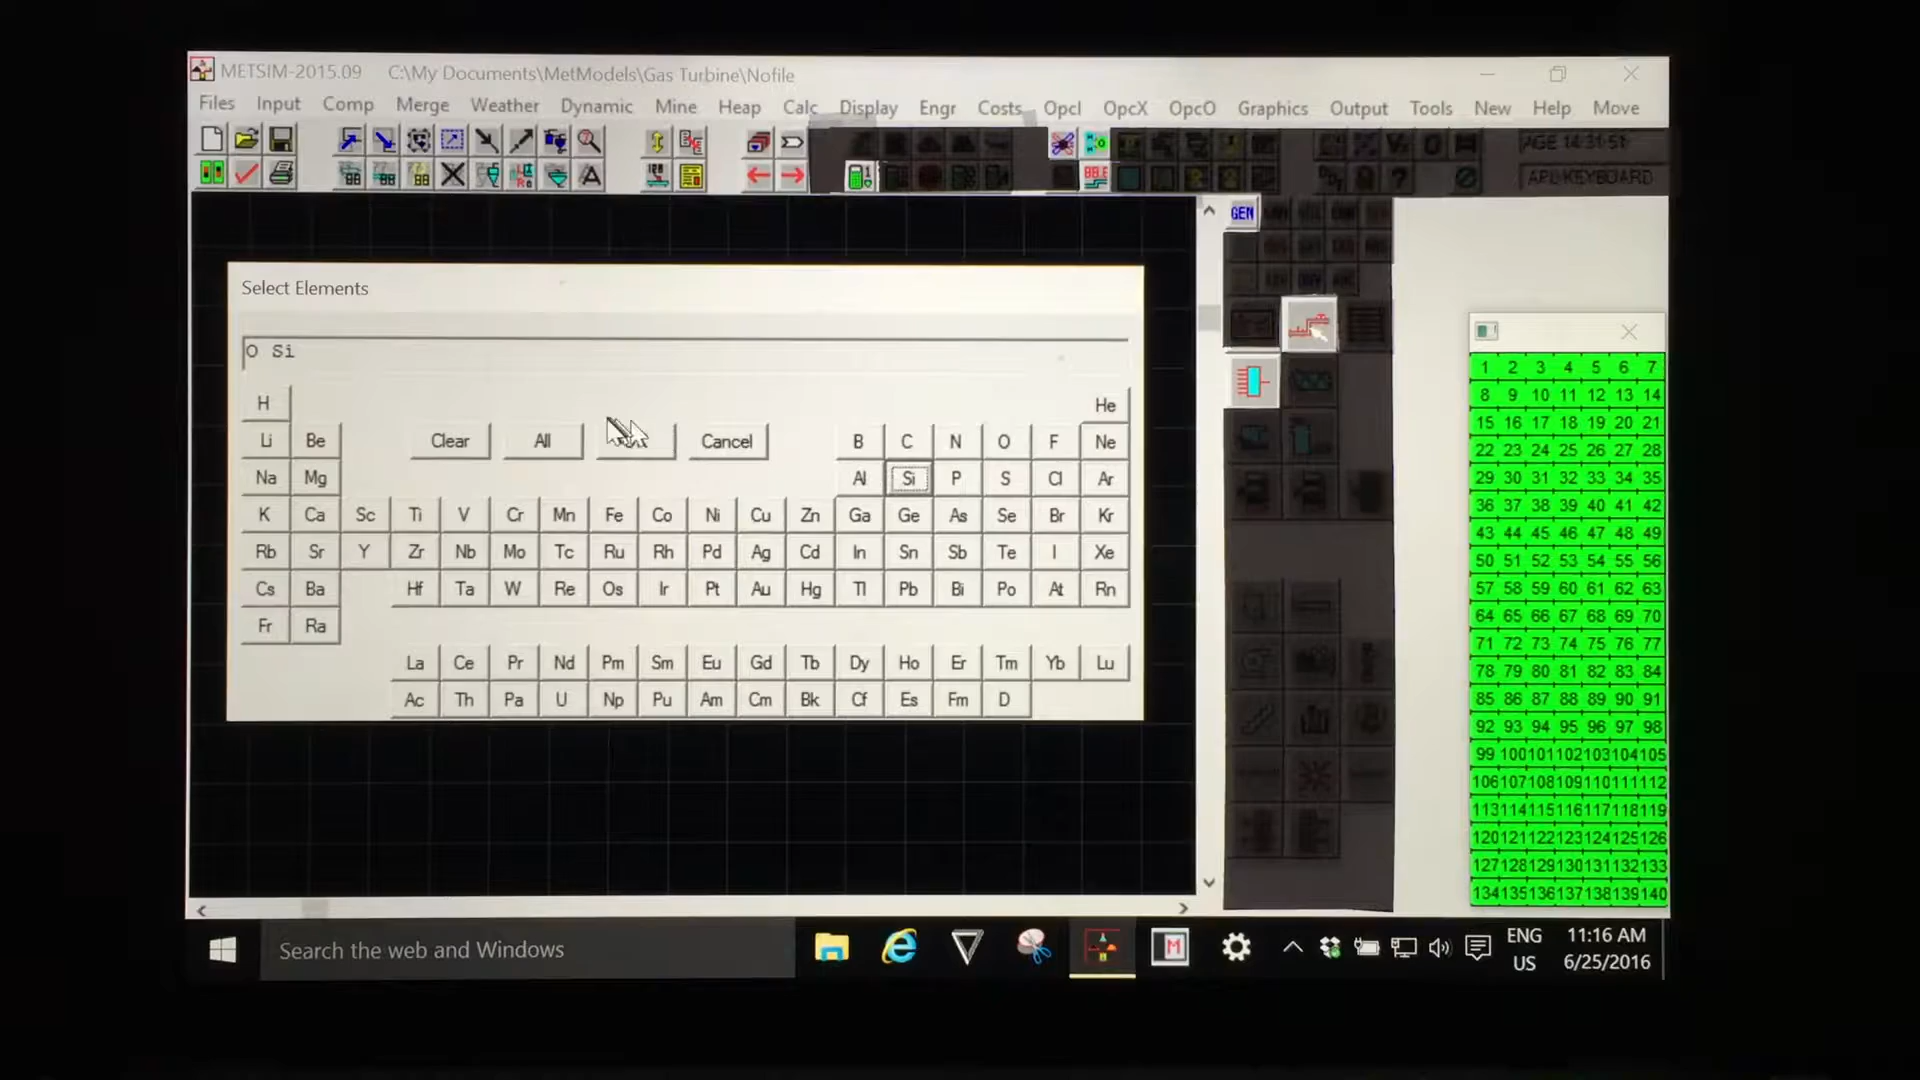 METSIM-2015.09 C:\My Documents\MetModels\Gas Turbine\Nofile
Files Input Comp Merge Weather Dynamic Mine Heap Calc Display Engr Costs OpcI OpcX OpcO Graphics Output Tools New Help Move
AGE 14:31:51
APL KEYBOARD
GEN
Select Elements
O Si
H He
Li Be Clear All Cancel B C N O F Ne
Na Mg Al Si P S Cl Ar
K Ca Sc Ti V Cr Mn Fe Co Ni Cu Zn Ga Ge As Se Br Kr
Rb Sr Y Zr Nb Mo Tc Ru Rh Pd Ag Cd In Sn Sb Te I Xe
Cs Ba Hf Ta W Re Os Ir Pt Au Hg Tl Pb Bi Po At Rn
Fr Ra
La Ce Pr Nd Pm Sm Eu Gd Tb Dy Ho Er Tm Yb Lu
Ac Th Pa U Np Pu Am Cm Bk Cf Es Fm D
1 2 3 4 5 6 7
8 9 10 11 12 13 14
15 16 17 18 19 20 21
22 23 24 25 26 27 28
29 30 31 32 33 34 35
36 37 38 39 40 41 42
43 44 45 46 47 48 49
50 51 52 53 54 55 56
57 58 59 60 61 62 63
64 65 66 67 68 69 70
71 72 73 74 75 76 77
78 79 80 81 82 83 84
85 86 87 88 89 90 91
92 93 94 95 96 97 98
99 100 101 102 103 104 105
106 107 108 109 110 111 112
113 114 115 116 117 118 119
120 121 122 123 124 125 126
127 128 129 130 131 132 133
134 135 136 137 138 139 140
Search the web and Windows
ENG
US
11:16 AM
6/25/2016